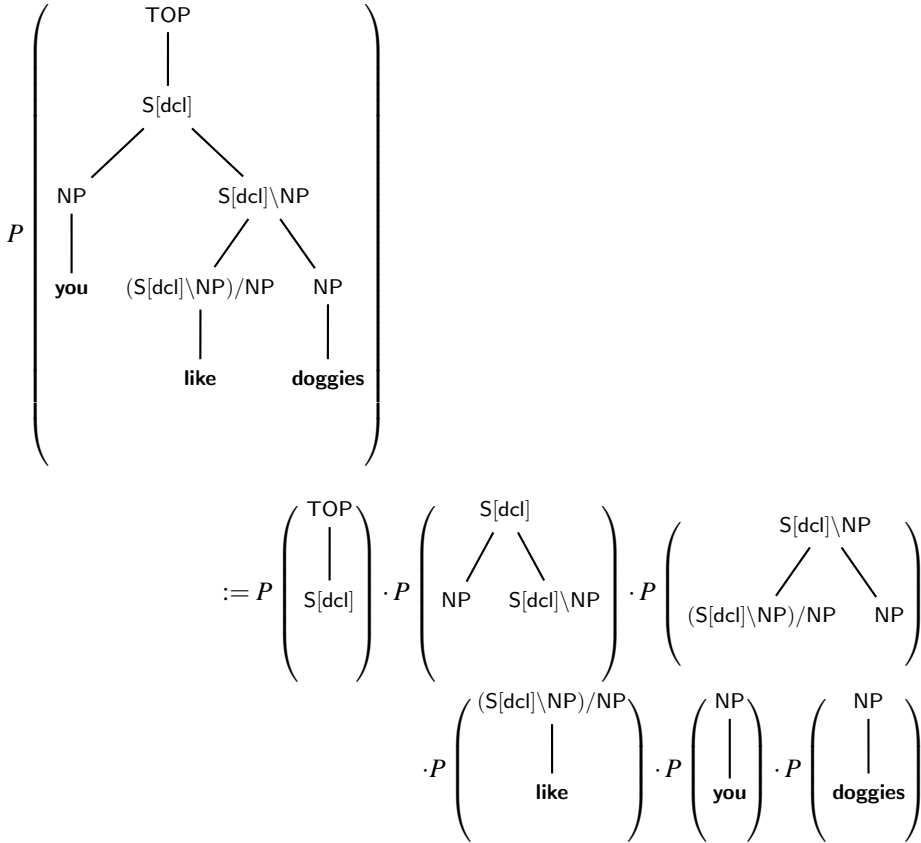 TOP
S[dcl]
NP S[dcl]\NP
P
you (S[dcl]\NP)/NP NP
like doggies
TOP S[dcl] S[dcl]\NP
:= P S[dcl] · P NP S[dcl]\NP · P (S[dcl]\NP)/NP NP
(S[dcl]\NP)/NP NP NP
· P like · P you · P doggies